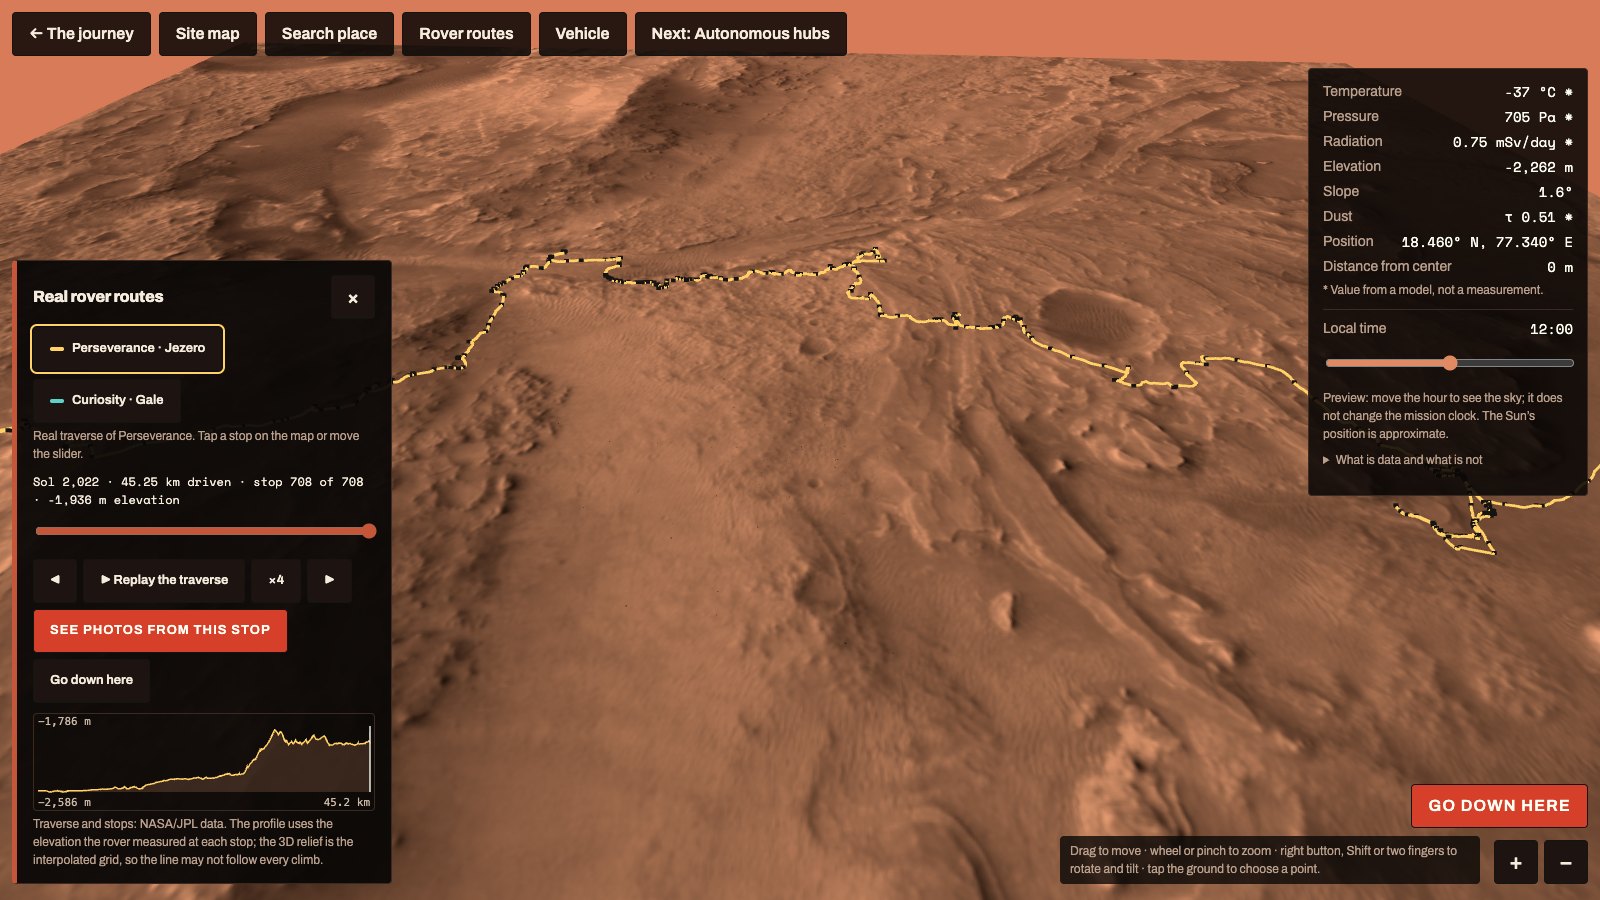 ← The journey
Site map
Search place
Rover routes
Vehicle
Next: Autonomous hubs
Temperature -37 °C *
Pressure 705 Pa *
Radiation 0.75 mSv/day *
Elevation -2,262 m
Slope 1.6°
Dust τ 0.51 *
Position 18.460° N, 77.340° E
Distance from center 0 m
* Value from a model, not a measurement.
Local time 12:00
Preview: move the hour to see the sky; it does
not change the mission clock. The Sun's
position is approximate.
▶ What is data and what is not
Real rover routes
×
Perseverance · Jezero
Curiosity · Gale
Real traverse of Perseverance. Tap a stop on the map or move
the slider.
Sol 2,022 · 45.25 km driven · stop 708 of 708
· -1,936 m elevation
◀ ▶ Replay the traverse ×4 ▶
SEE PHOTOS FROM THIS STOP
Go down here
−1,786 m
−2,586 m 45.2 km
Traverse and stops: NASA/JPL data. The profile uses the
elevation the rover measured at each stop; the 3D relief is the
interpolated grid, so the line may not follow every climb.
GO DOWN HERE
Drag to move · wheel or pinch to zoom · right button, Shift or two fingers to
rotate and tilt · tap the ground to choose a point.
+ −